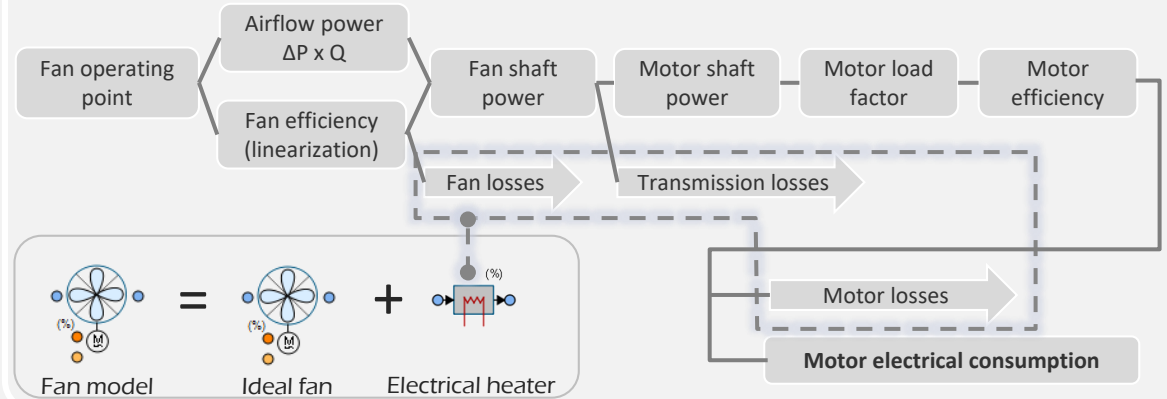 Airflow power
ΔP x Q
Fan operating
point
Fan shaft
power
Motor shaft
power
Motor load
factor
Motor
efficiency
Fan efficiency
(linearization)
Fan losses
Transmission losses
(%)
=
+
(%)
M
(%)
M
Motor losses
Motor electrical consumption
Fan model
Ideal fan
Electrical heater